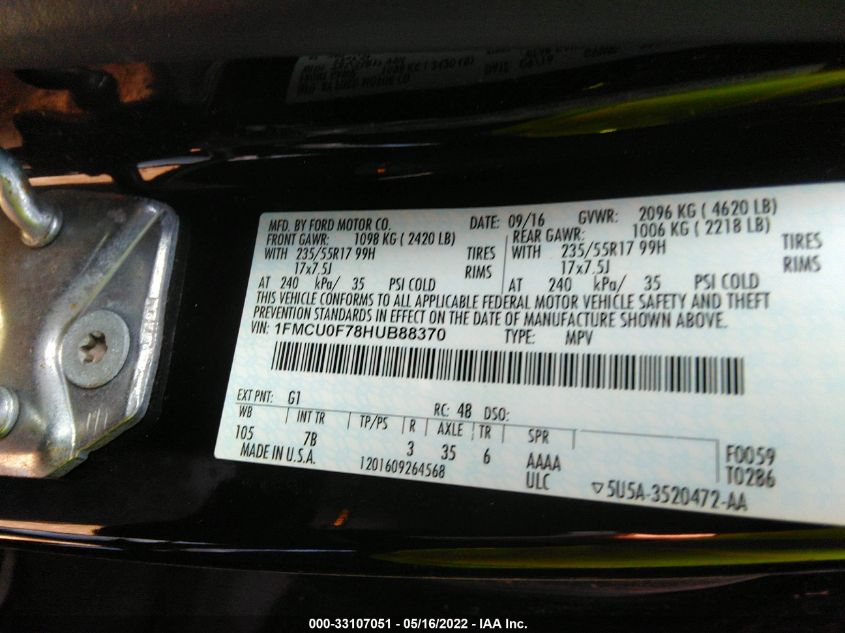 MFD. BY FORD MOTOR CO. DATE: 09/16 GVWR: 2096 KG ( 4620 LB)
FRONT GAWR: 1098 KG ( 2420 LB) REAR GAWR: 1006 KG ( 2218 LB)
WITH 235/55R17 99H TIRES WITH 235/55R17 99H TIRES
17x7.5J RIMS 17x7.5J RIMS
AT 240 kPa/ 35 PSI COLD AT 240 kPa/ 35 PSI COLD
THIS VEHICLE CONFORMS TO ALL APPLICABLE FEDERAL MOTOR VEHICLE SAFETY AND THEFT
PREVENTION STANDARDS IN EFFECT ON THE DATE OF MANUFACTURE SHOWN ABOVE.
VIN: 1FMCU0F78HUB88370 TYPE: MPV
EXT PNT: G1 RC: 48 DSO:
WB INT TR TP/PS R AXLE TR SPR
105 7B 3 35 6 AAAA F0059
MADE IN U.S.A. 1201609264568 ULC T0286
5U5A-3520472-AA
000-33107051 - 05/16/2022 - IAA Inc.